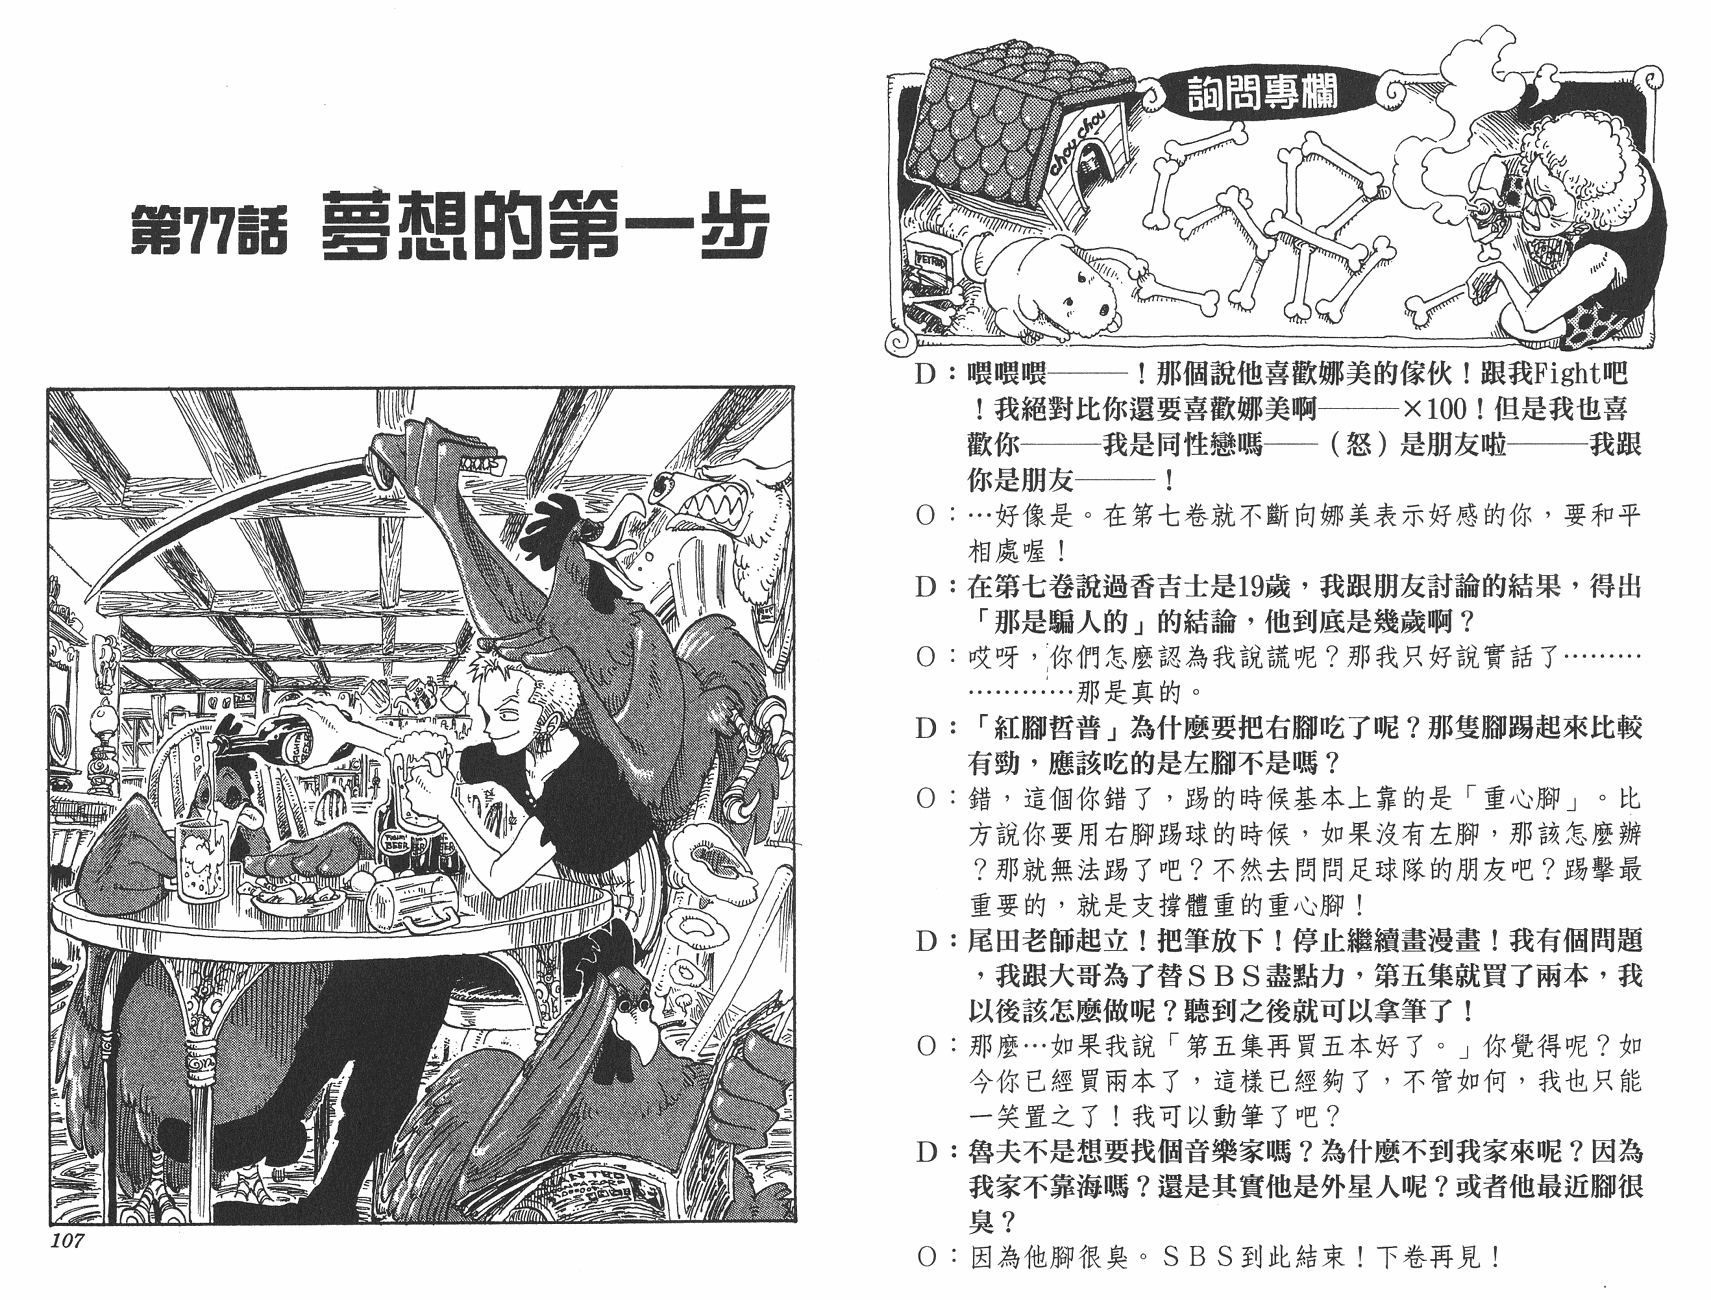 詢問專欄
chou chou
D：喂喂喂———！那個說他喜歡娜美的傢伙！跟我Fight吧
！我絕對比你還要喜歡娜美啊———×100！但是我也喜
歡你———我是同性戀嗎——（怒）是朋友啦———我跟
你是朋友———！
O：…好像是。在第七卷就不斷向娜美表示好感的你，要和平
相處喔！
D：在第七卷說過香吉士是19歲，我跟朋友討論的結果，得出
「那是騙人的」的結論，他到底是幾歲啊？
O：哎呀，你們怎麼認為我說謊呢？那我只好說實話了………
…………那是真的。
D：「紅腳哲普」為什麼要把右腳吃了呢？那隻腳踢起來比較
有勁，應該吃的是左腳不是嗎？
O：錯，這個你錯了，踢的時候基本上靠的是「重心腳」。比
方說你要用右腳踢球的時候，如果沒有左腳，那該怎麼辦
？那就無法踢了吧？不然去問問足球隊的朋友吧？踢擊最
重要的，就是支撐體重的重心腳！
D：尾田老師起立！把筆放下！停止繼續畫漫畫！我有個問題
，我跟大哥為了替ＳＢＳ盡點力，第五集就買了兩本，我
以後該怎麼做呢？聽到之後就可以拿筆了！
O：那麼…如果我說「第五集再買五本好了。」你覺得呢？如
今你已經買兩本了，這樣已經夠了，不管如何，我也只能
一笑置之了！我可以動筆了吧？
D：魯夫不是想要找個音樂家嗎？為什麼不到我家來呢？因為
我家不靠海嗎？還是其實他是外星人呢？或者他最近腳很
臭？
O：因為他腳很臭。ＳＢＳ到此結束！下卷再見！
第77話 夢想的第一步
BEER
107